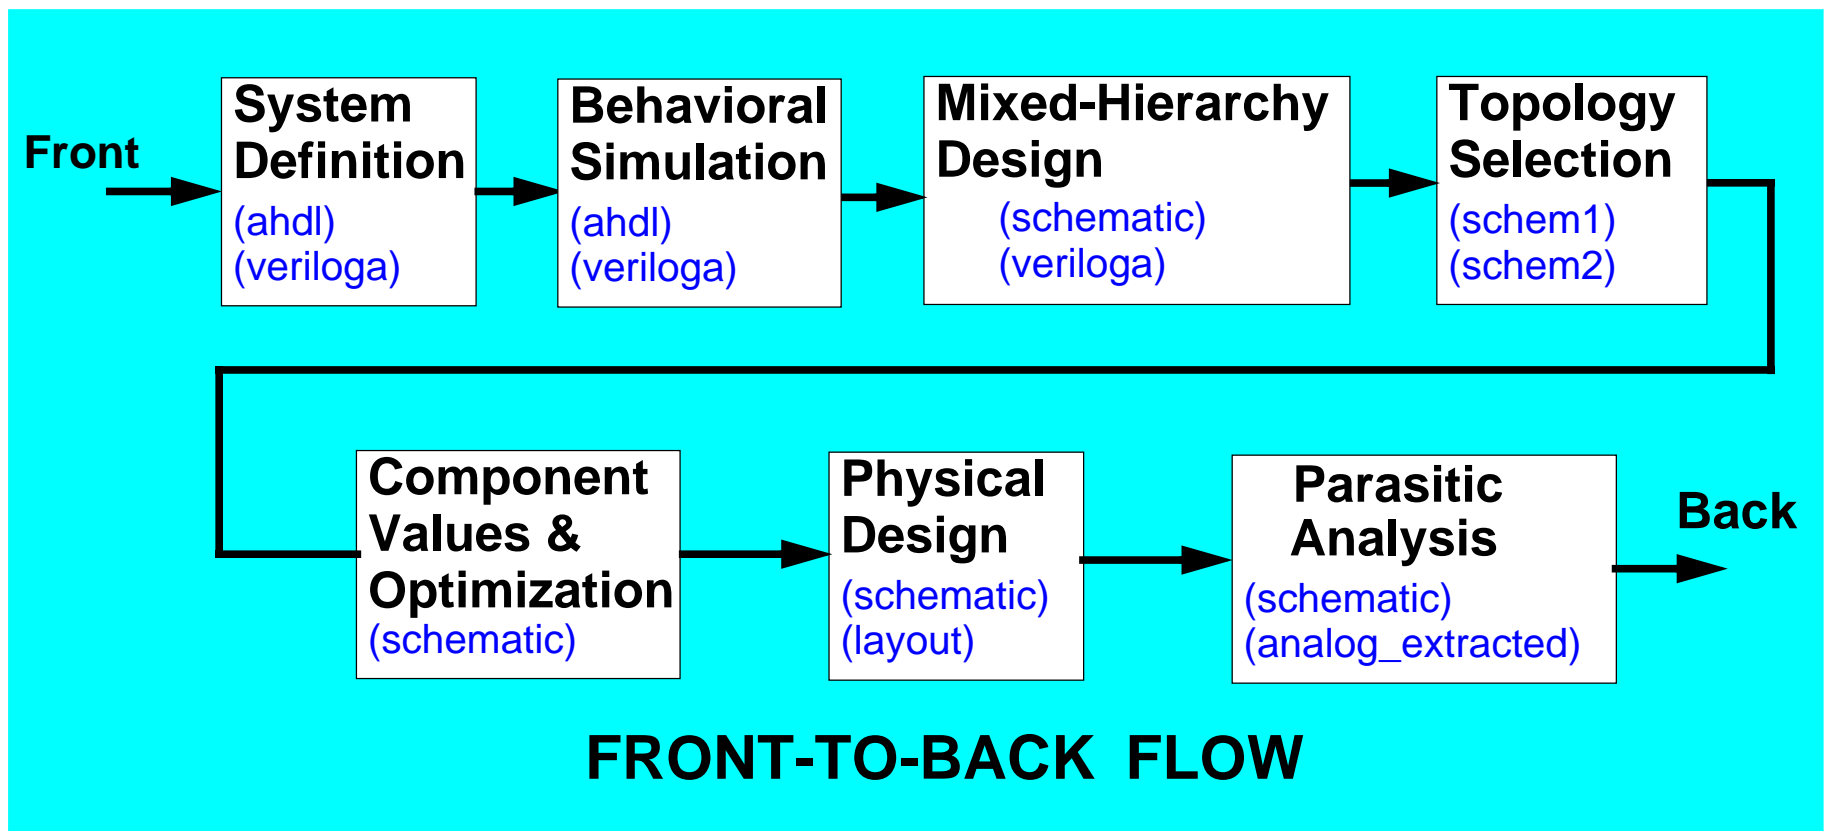 Front
System
Definition
(ahdl)
(veriloga)
Behavioral
Simulation
(ahdl)
(veriloga)
Mixed-Hierarchy
Design
(schematic)
(veriloga)
Topology
Selection
(schem1)
(schem2)
Component
Values &
Optimization
(schematic)
Physical
Design
(schematic)
(layout)
Parasitic
Analysis
(schematic)
(analog_extracted)
Back
FRONT-TO-BACK FLOW